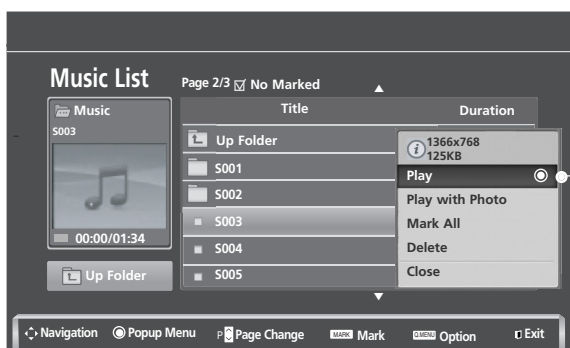 Music List
Page 2/3 No Marked
Music
S003
00:00/01:34
Up Folder
Title Duration
Up Folder
S001
S002
S003
S004
S005
1366x768
125KB
Play
Play with Photo
Mark All
Delete
Close
Navigation Popup Menu P Page Change MARK Mark Q.MENU Option Exit